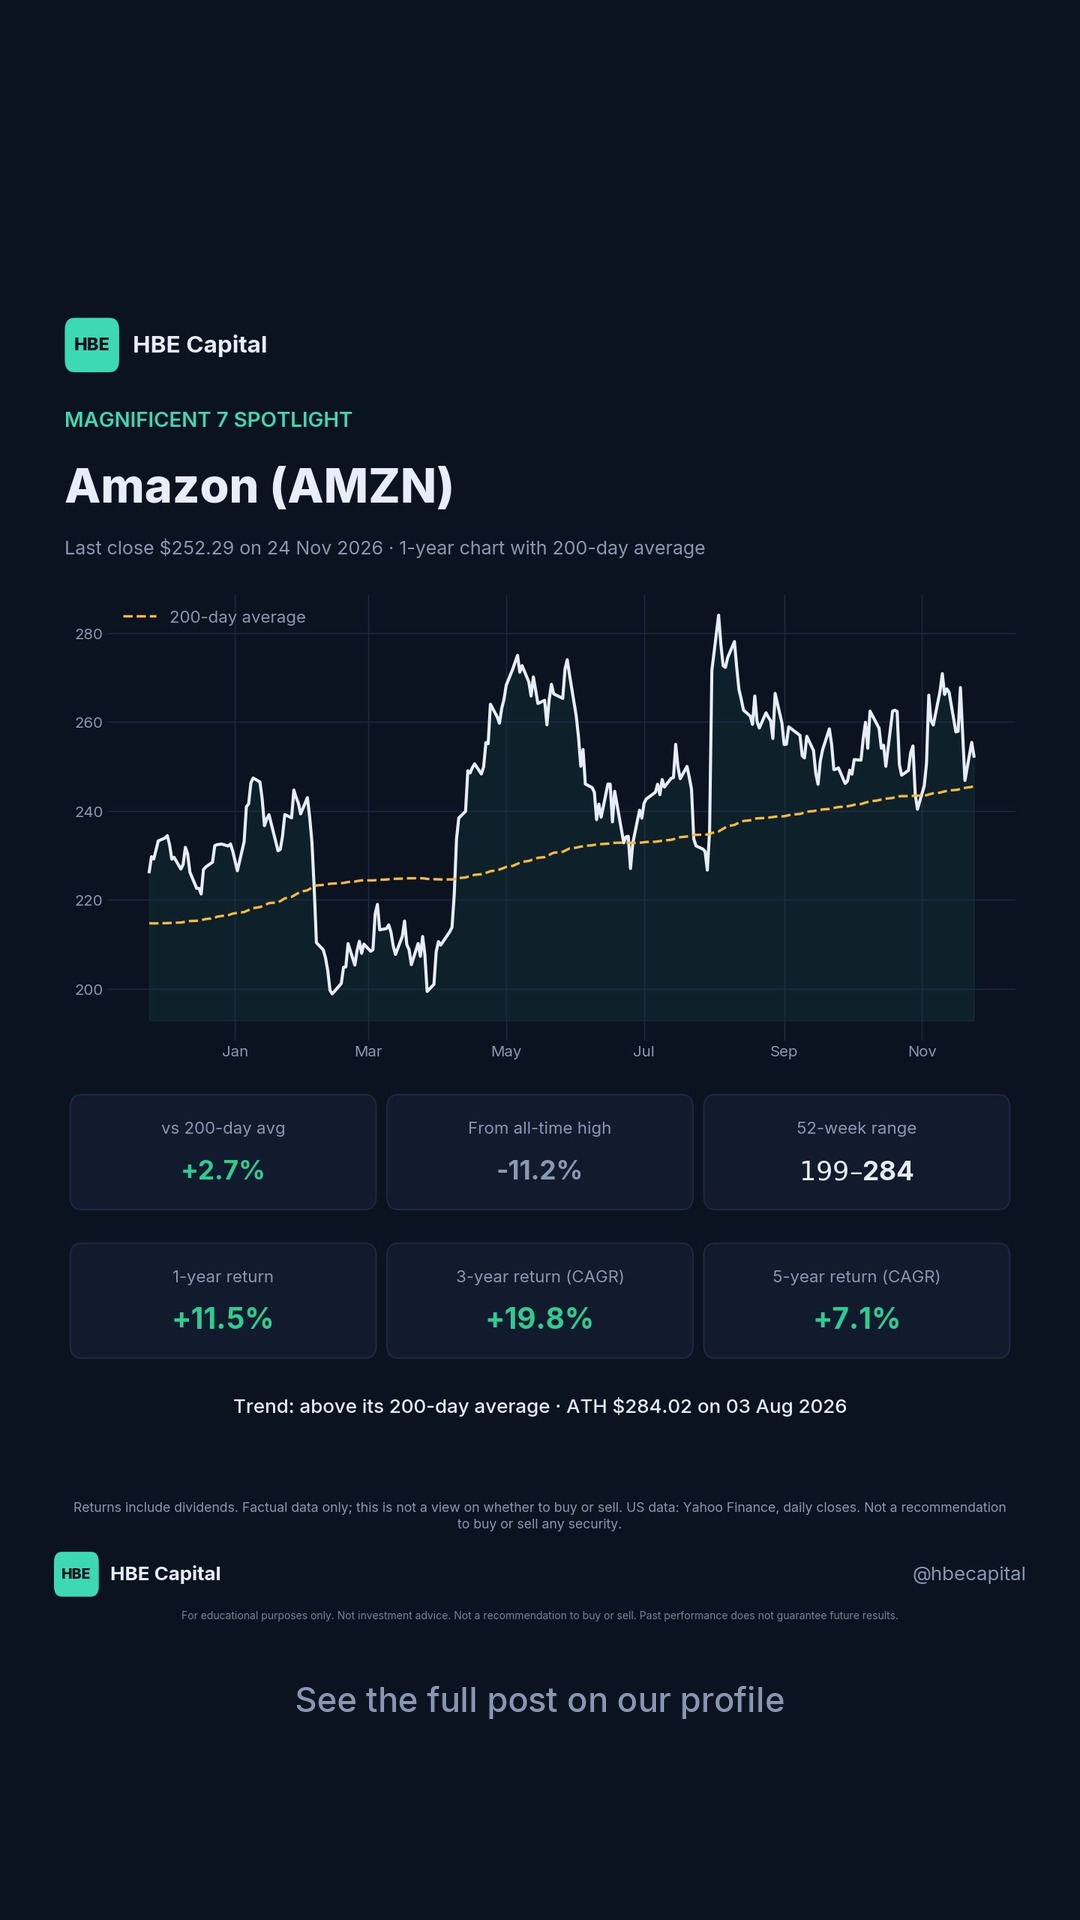 HBE HBE Capital
MAGNIFICENT 7 SPOTLIGHT
Amazon (AMZN)
Last close $252.29 on 24 Nov 2026 · 1-year chart with 200-day average
200-day average
280
260
240
220
200
Jan Mar May Jul Sep Nov
vs 200-day avg From all-time high 52-week range
+2.7% -11.2% 199–284
1-year return 3-year return (CAGR) 5-year return (CAGR)
+11.5% +19.8% +7.1%
Trend: above its 200-day average · ATH $284.02 on 03 Aug 2026
Returns include dividends. Factual data only; this is not a view on whether to buy or sell. US data: Yahoo Finance, daily closes. Not a recommendation
to buy or sell any security.
HBE HBE Capital @hbecapital
For educational purposes only. Not investment advice. Not a recommendation to buy or sell. Past performance does not guarantee future results.
See the full post on our profile